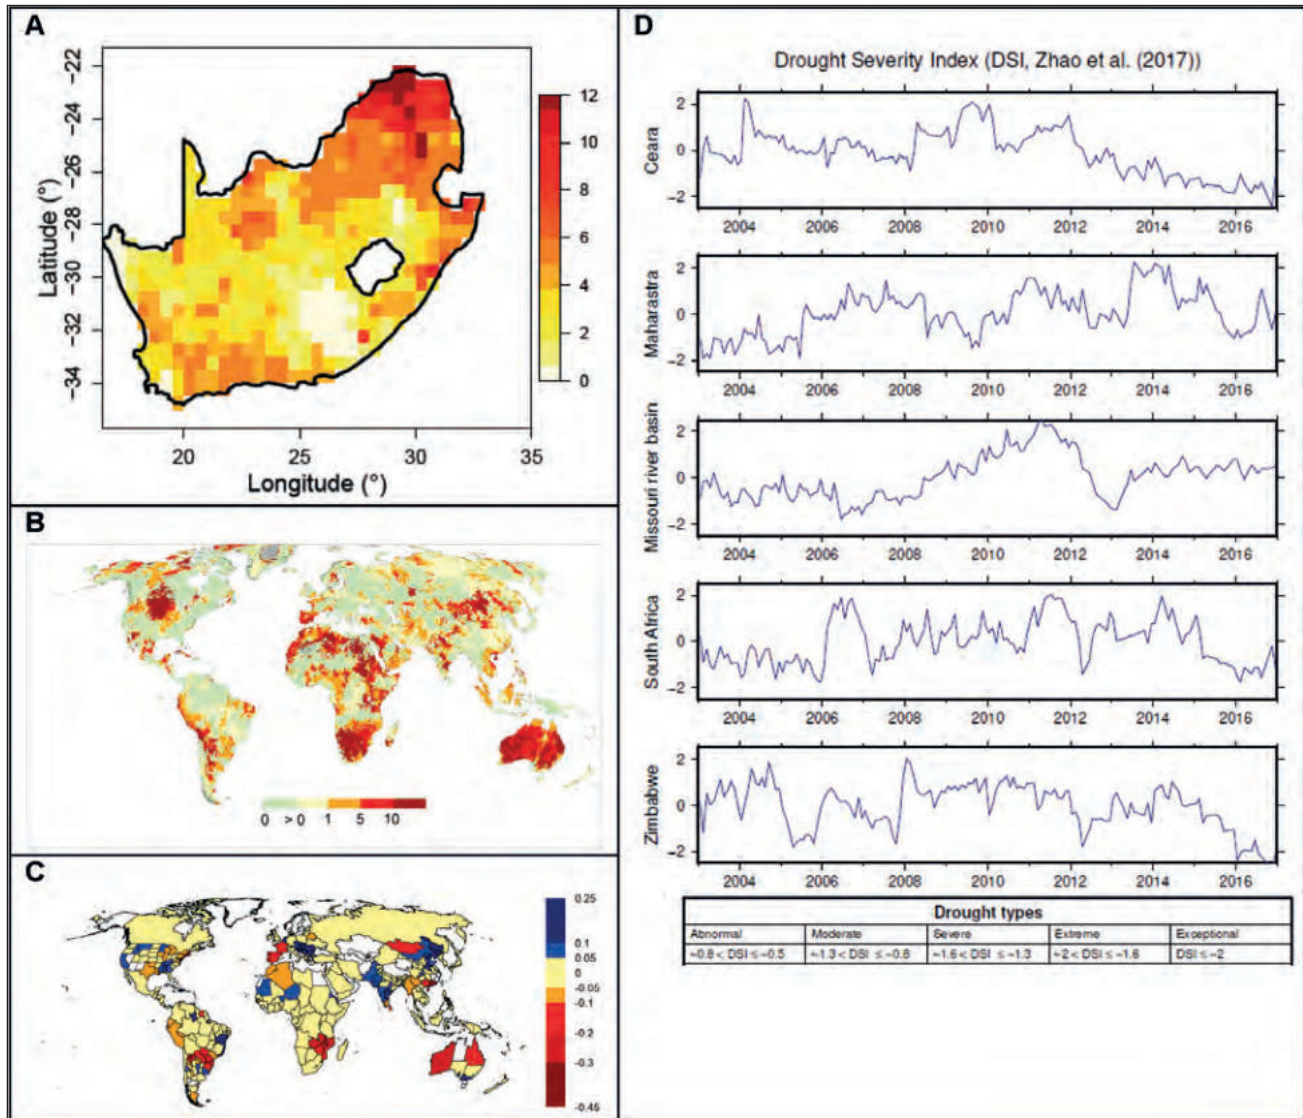 A
-22
-24
-26
-28
-30
-32
-34
Latitude (°)
20
25
30
35
Longitude (°)
12
10
8
6
4
2
0
B
0 > 0 1 5 10
C
0.25
0.1
0.05
0
-0.05
-0.1
-0.2
-0.3
-0.45
D
Drought Severity Index (DSI, Zhao et al. (2017))
Ceara
2
0
-2
2004 2006 2008 2010 2012 2014 2016
Maharastra
2
0
-2
2004 2006 2008 2010 2012 2014 2016
Missouri river basin
2
0
-2
2004 2006 2008 2010 2012 2014 2016
South Africa
2
0
-2
2004 2006 2008 2010 2012 2014 2016
Zimbabwe
2
0
-2
2004 2006 2008 2010 2012 2014 2016
Drought types
Abnormal Moderate Severe Extreme Exceptional
-0.8 < DSI ≤ -0.5 -1.3 < DSI ≤ -0.8 -1.6 < DSI ≤ -1.3 -2 < DSI ≤ -1.6 DSI ≤ -2